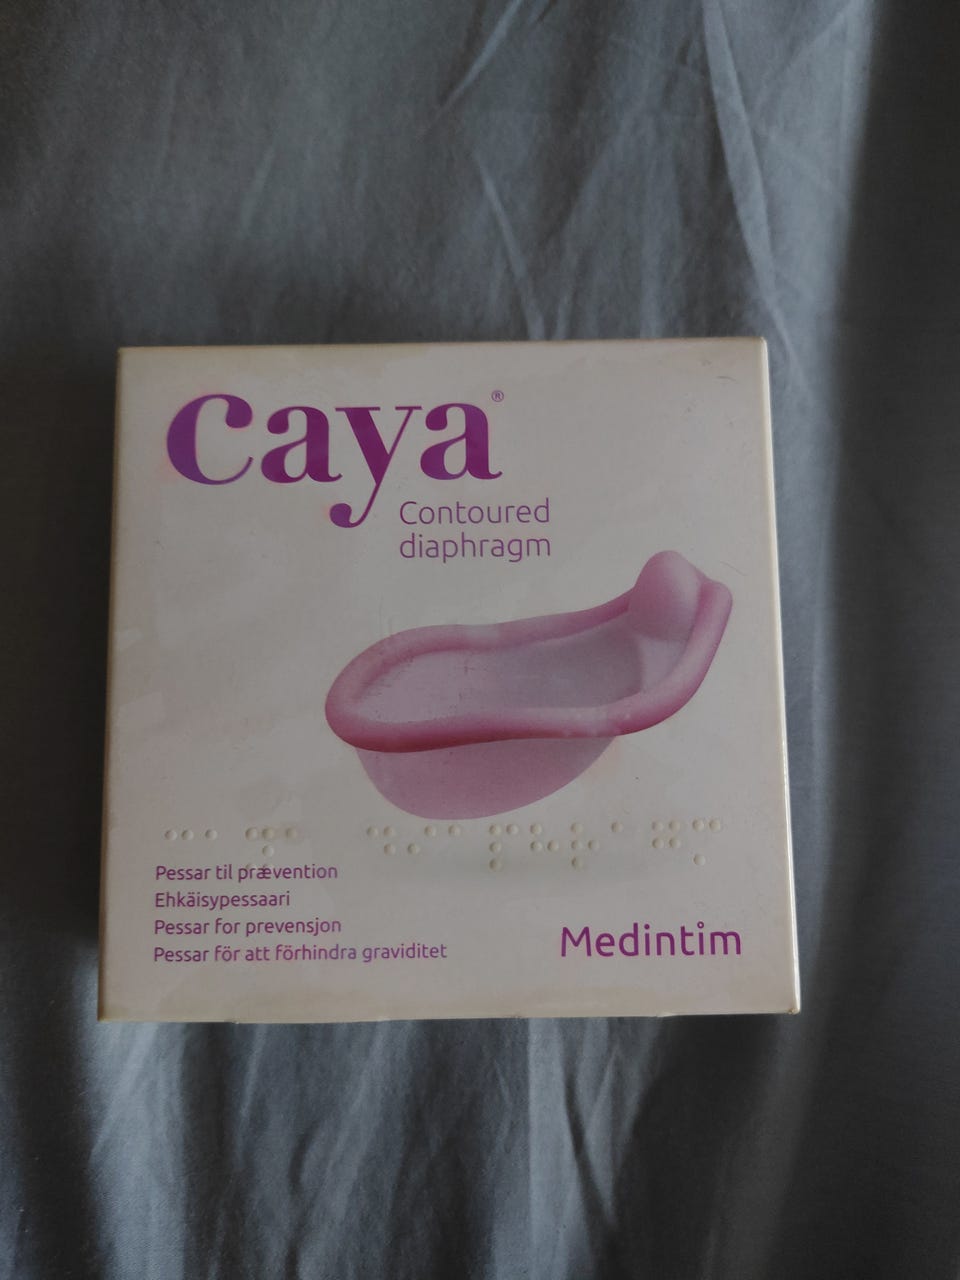 caya®
Contoured
diaphragm
Pessar til prævention
Ehkäisypessaari
Pessar for prevensjon
Pessar för att förhindra graviditet
Medintim